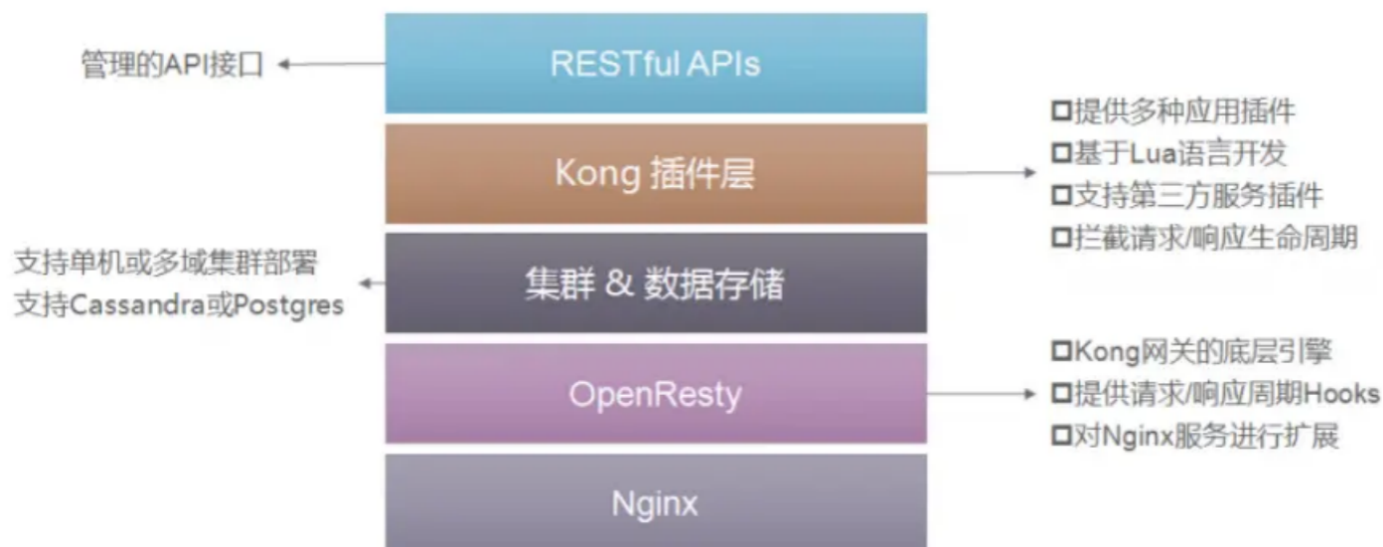 管理的API接口
RESTful APIs
Kong 插件层
□提供多种应用插件
□基于Lua语言开发
□支持第三方服务插件
□拦截请求/响应生命周期
支持单机或多域集群部署
支持Cassandra或Postgres
集群 & 数据存储
OpenResty
□Kong网关的底层引擎
□提供请求/响应周期Hooks
□对Nginx服务进行扩展
Nginx